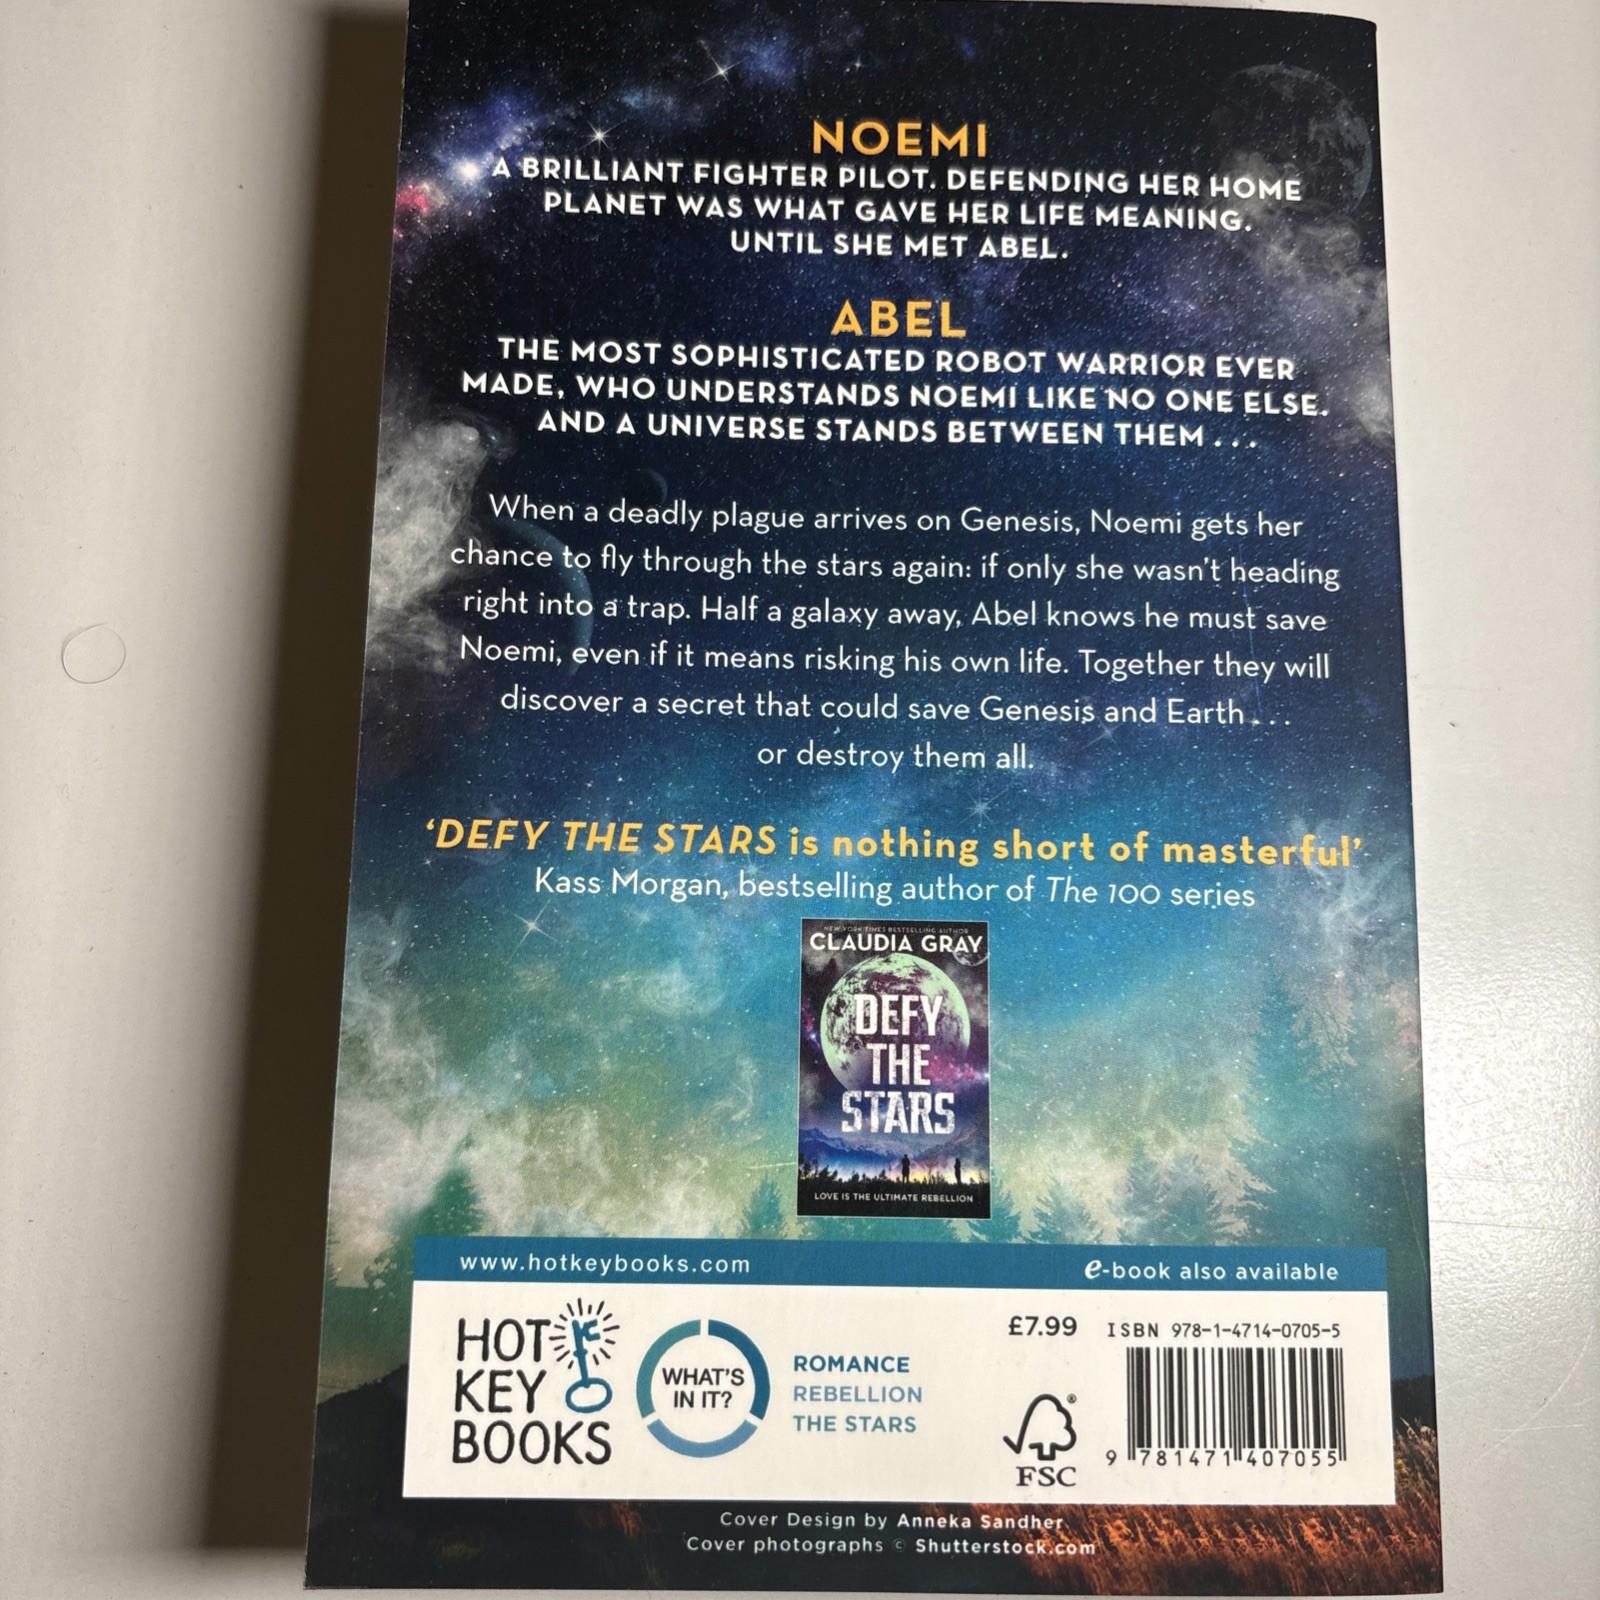 NOEMI
A BRILLIANT FIGHTER PILOT. DEFENDING HER HOME
PLANET WAS WHAT GAVE HER LIFE MEANING.
UNTIL SHE MET ABEL.
ABEL
THE MOST SOPHISTICATED ROBOT WARRIOR EVER
MADE, WHO UNDERSTANDS NOEMI LIKE NO ONE ELSE.
AND A UNIVERSE STANDS BETWEEN THEM . . .
When a deadly plague arrives on Genesis, Noemi gets her
chance to fly through the stars again: if only she wasn't heading
right into a trap. Half a galaxy away, Abel knows he must save
Noemi, even if it means risking his own life. Together they will
discover a secret that could save Genesis and Earth . . .
or destroy them all.
'DEFY THE STARS is nothing short of masterful'
Kass Morgan, bestselling author of The 100 series
NEW YORK TIMES BESTSELLING AUTHOR
CLAUDIA GRAY
DEFY
THE
STARS
LOVE IS THE ULTIMATE REBELLION
www.hotkeybooks.com
e-book also available
HOT
KEY
BOOKS
WHAT'S
IN IT?
ROMANCE
REBELLION
THE STARS
£7.99
FSC
®
ISBN 978-1-4714-0705-5
9 781471 407055
Cover Design by Anneka Sandher
Cover photographs © Shutterstock.com